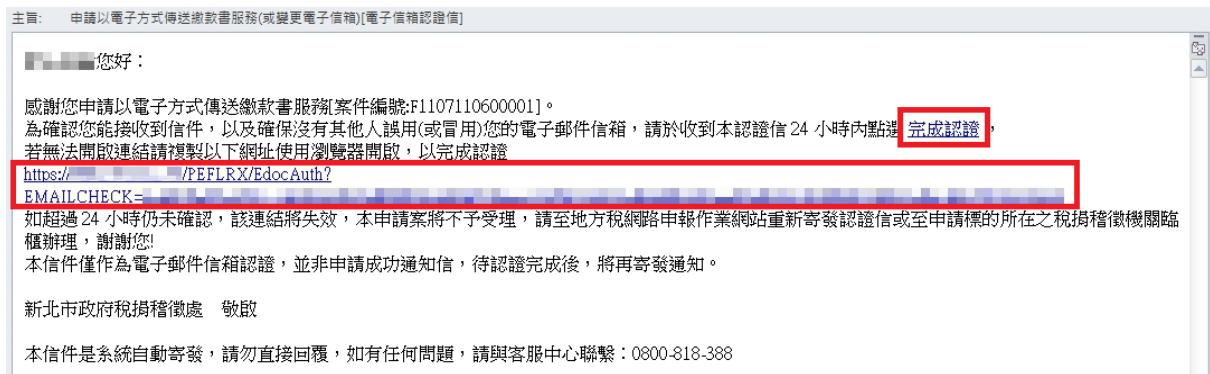 主旨: 申請以電子方式傳送繳款書服務(或變更電子信箱)[電子信箱認證信]
您好：
感謝您申請以電子方式傳送繳款書服務[案件編號:F1107110600001]。
為確認您能接收到信件，以及確保沒有其他人誤用(或冒用)您的電子郵件信箱，請於收到本認證信 24 小時內點選 完成認證，
若無法開啟連結請複製以下網址使用瀏覽器開啟，以完成認證
https:// /PEFLRX/EdocAuth?
EMAILCHECK=
如超過 24 小時仍未確認，該連結將失效，本申請案將不予受理，請至地方稅網路申報作業網站重新寄發認證信或至申請標的所在之稅捐稽徵機關臨
櫃辦理，謝謝您!
本信件僅作為電子郵件信箱認證，並非申請成功通知信，待認證完成後，將再寄發通知。
新北市政府稅捐稽徵處 敬啟
本信件是系統自動寄發，請勿直接回覆，如有任何問題，請與客服中心聯繫：0800-818-388